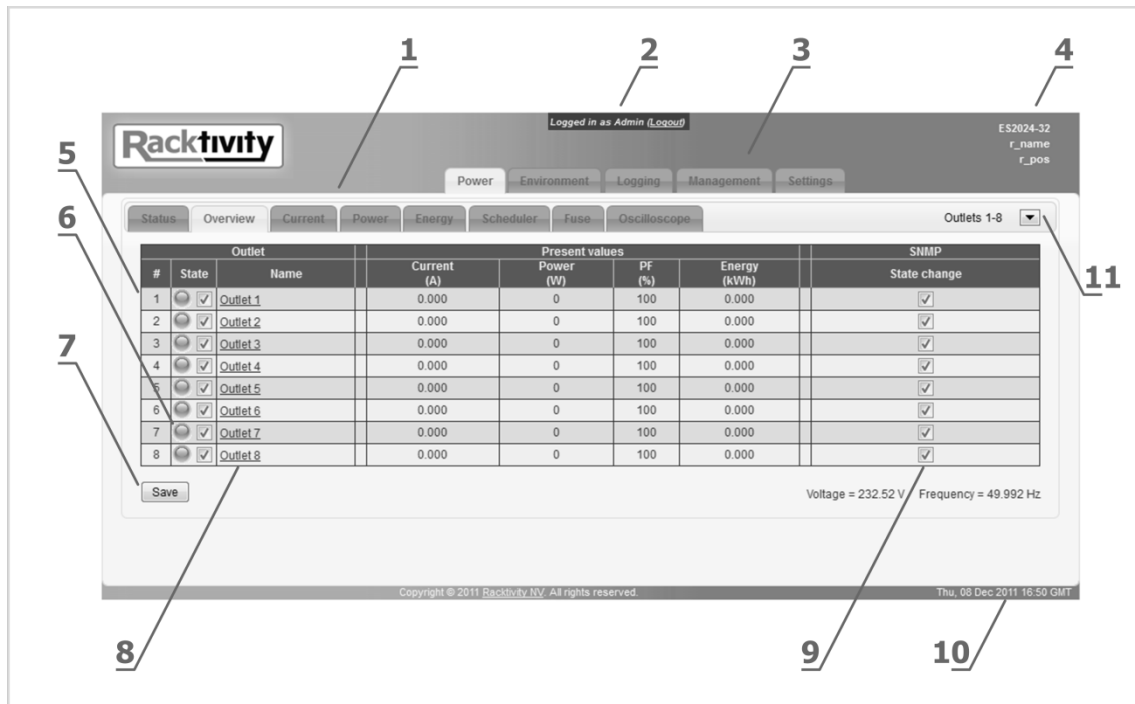 1 2 3 4
Logged in as Admin (Logout)
ES2024-32
r_name
r_pos
Racktivity
5
Power Environment Logging Management Settings
6
Status Overview Current Power Energy Scheduler Fuse Oscilloscope Outlets 1-8
11
Outlet Present values SNMP
# State Name Current (A) Power (W) PF (%) Energy (kWh) State change
1 Outlet 1 0.000 0 100 0.000
2 Outlet 2 0.000 0 100 0.000
3 Outlet 3 0.000 0 100 0.000
7
4 Outlet 4 0.000 0 100 0.000
5 Outlet 5 0.000 0 100 0.000
6 Outlet 6 0.000 0 100 0.000
7 Outlet 7 0.000 0 100 0.000
8 Outlet 8 0.000 0 100 0.000
Save Voltage = 232.52 V Frequency = 49.992 Hz
Copyright © 2011 Racktivity NV. All rights reserved. Thu, 08 Dec 2011 16:50 GMT
8 9 10